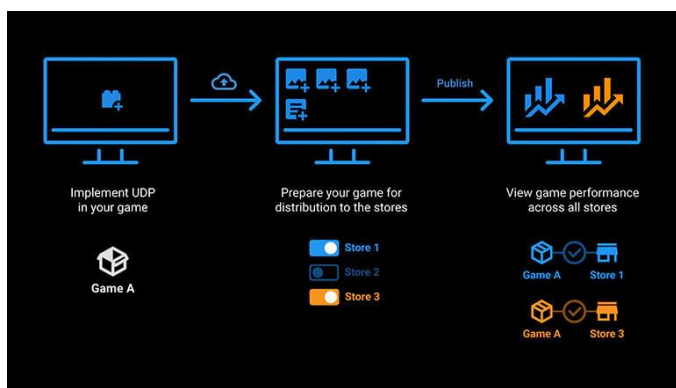 Publish
Implement UDP
in your game
Prepare your game for
distribution to the stores
View game performance
across all stores
Game A
Store 1
Store 2
Store 3
Game A
Store 1
Game A
Store 3